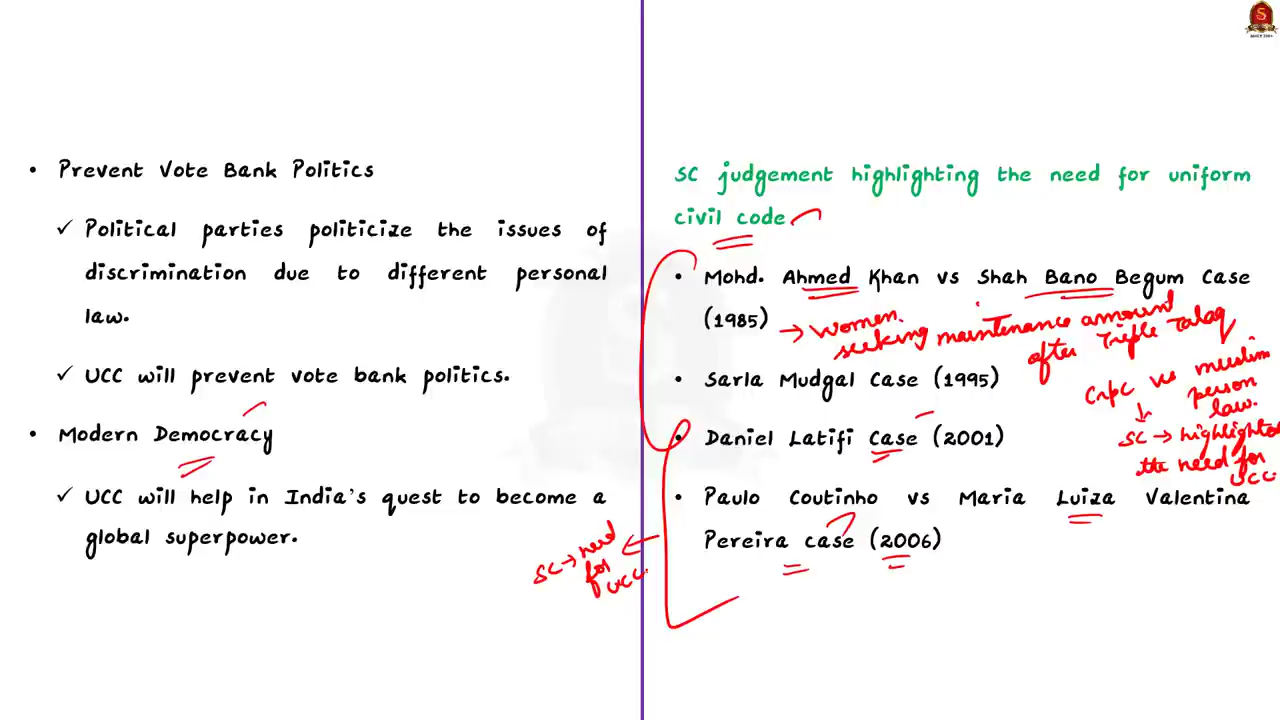 • Prevent Vote Bank Politics
✓ Political parties politicize the issues of
discrimination due to different personal
law.
✓ UCC will prevent vote bank politics.
• Modern Democracy
✓ UCC will help in India's quest to become a
global superpower.
SC judgement highlighting the need for uniform
civil code
• Mohd. Ahmed Khan vs Shah Bano Begum Case
(1985)
→ Women.
seeking maintenance amount
after Triple Talaq
• Sarla Mudgal Case (1995)
CrPC vs muslim
person
law.
SC → highlighted
the need for
UCC
• Daniel Latifi Case (2001)
• Paulo Coutinho vs Maria Luiza Valentina
Pereira case (2006)
SC → need
for
UCC.